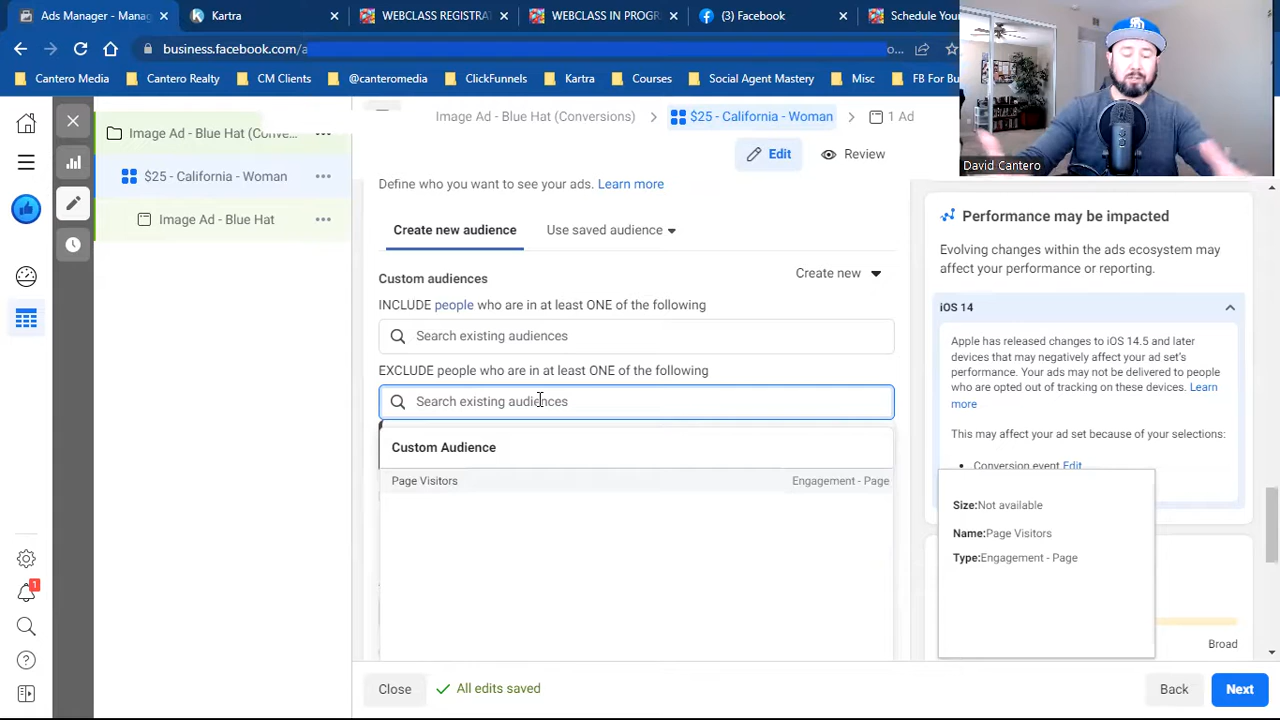 Ads Manager - Manag
Kartra
WEBCLASS REGISTRAT
WEBCLASS IN PROGR
(3) Facebook
Schedule You
business.facebook.com/a
Cantero Media
Cantero Realty
CM Clients
@canteromedia
ClickFunnels
Kartra
Courses
Social Agent Mastery
Misc
FB For Bu
Image Ad - Blue Hat (Conve...
$25 - California - Woman
Image Ad - Blue Hat
Image Ad - Blue Hat (Conversions)
$25 - California - Woman
1 Ad
Edit
Review
David Cantero
Define who you want to see your ads. Learn more
Create new audience
Use saved audience
Custom audiences
Create new
INCLUDE people who are in at least ONE of the following
Search existing audiences
EXCLUDE people who are in at least ONE of the following
Search existing audiences
Custom Audience
Page Visitors
Engagement - Page
Performance may be impacted
Evolving changes within the ads ecosystem may
affect your performance or reporting.
iOS 14
Apple has released changes to iOS 14.5 and later
devices that may negatively affect your ad set's
performance. Your ads may not be delivered to people
who are opted out of tracking on these devices. Learn
more
This may affect your ad set because of your selections:
Conversion event Edit
Size:Not available
Name:Page Visitors
Type:Engagement - Page
Broad
1
Close
All edits saved
Back
Next